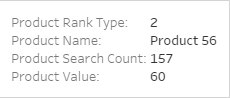 Product Rank Type: 2
Product Name: Product 56
Product Search Count: 157
Product Value: 60